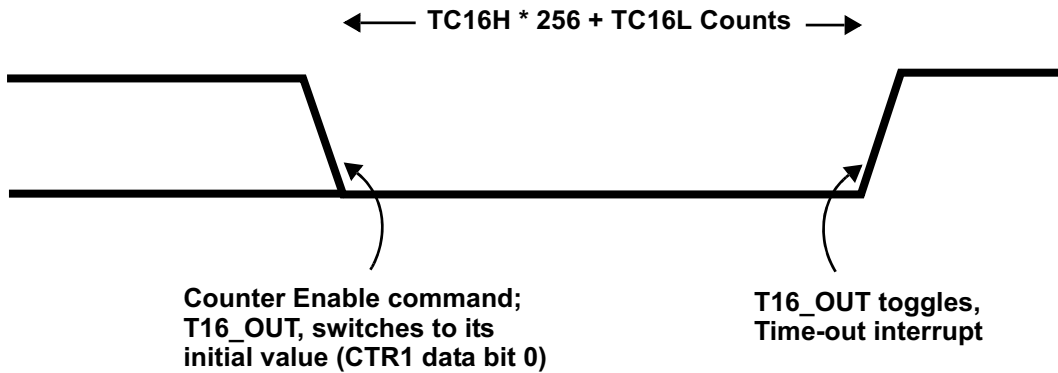 TC16H * 256 + TC16L Counts
Counter Enable command;
T16_OUT, switches to its
initial value (CTR1 data bit 0)
T16_OUT toggles,
Time-out interrupt